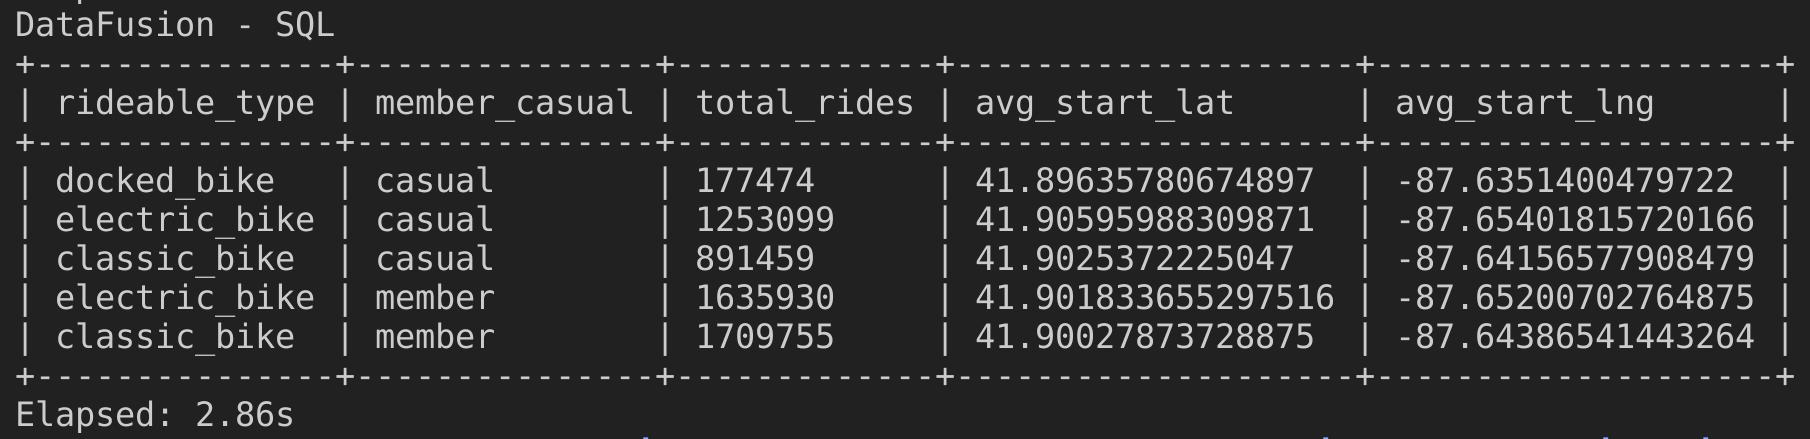 DataFusion - SQL
+---------------+---------------+-------------+--------------------+--------------------+
| rideable_type | member_casual | total_rides | avg_start_lat      | avg_start_lng      |
+---------------+---------------+-------------+--------------------+--------------------+
| docked_bike   | casual        | 177474      | 41.89635780674897  | -87.6351400479722  |
| electric_bike | casual        | 1253099     | 41.90595988309871  | -87.65401815720166 |
| classic_bike  | casual        | 891459      | 41.9025372225047   | -87.64156577908479 |
| electric_bike | member        | 1635930     | 41.901833655297516 | -87.65200702764875 |
| classic_bike  | member        | 1709755     | 41.90027873728875  | -87.64386541443264 |
+---------------+---------------+-------------+--------------------+--------------------+
Elapsed: 2.86s